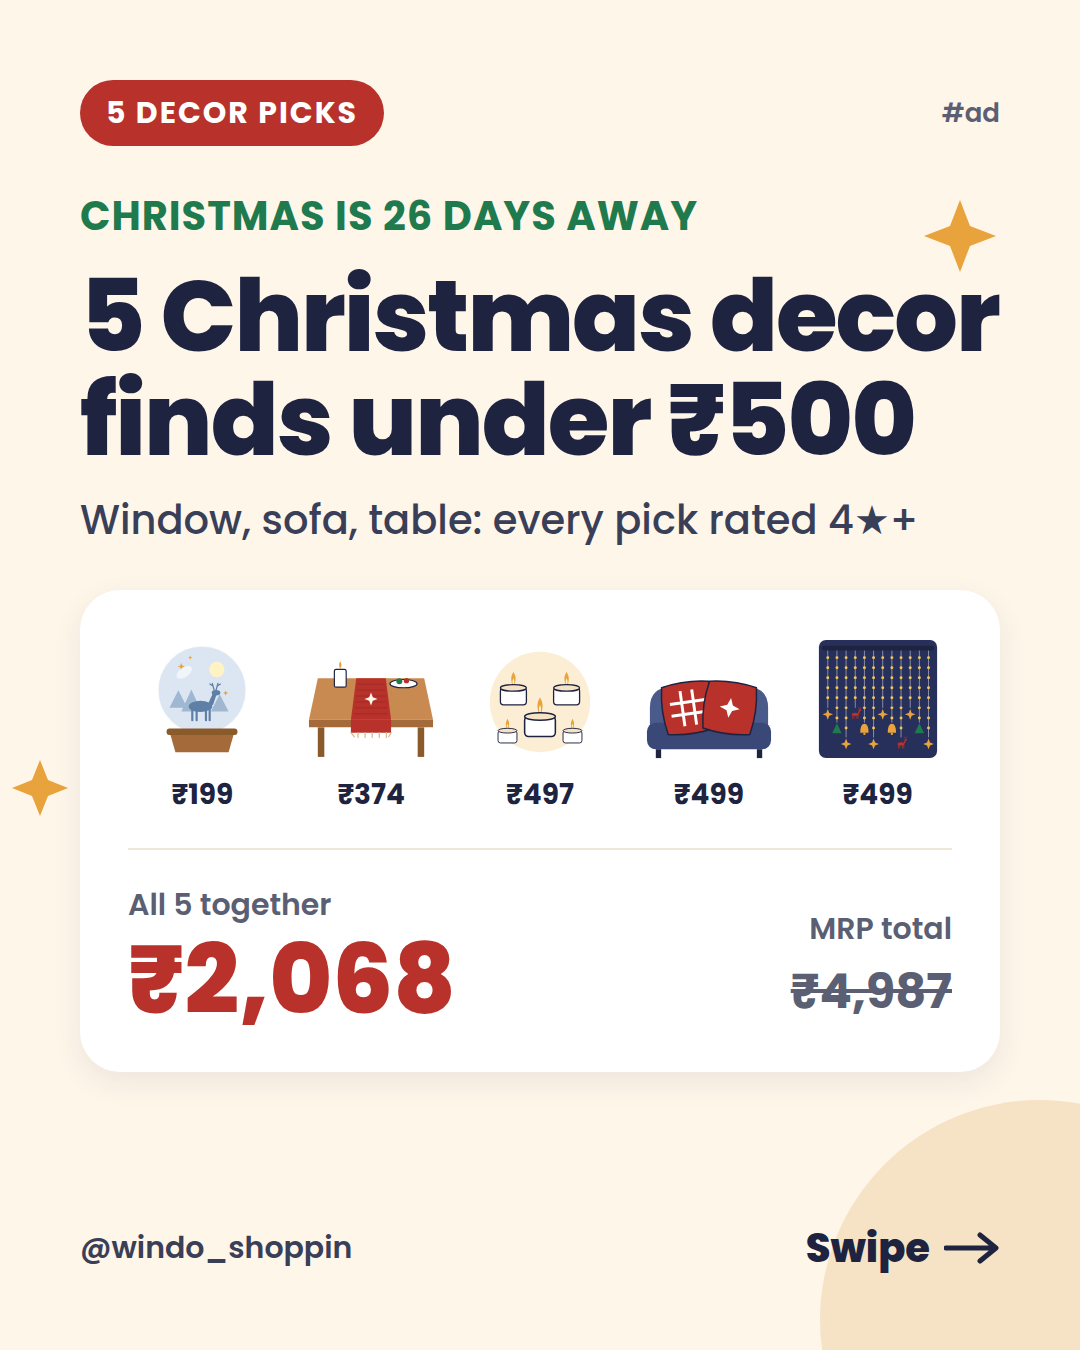 5 DECOR PICKS
#ad
CHRISTMAS IS 26 DAYS AWAY
5 Christmas decor
finds under ₹500
Window, sofa, table: every pick rated 4★+
₹199 ₹374 ₹497 ₹499 ₹499
All 5 together
₹2,068
MRP total
₹4,987
@windo_shoppin
Swipe →